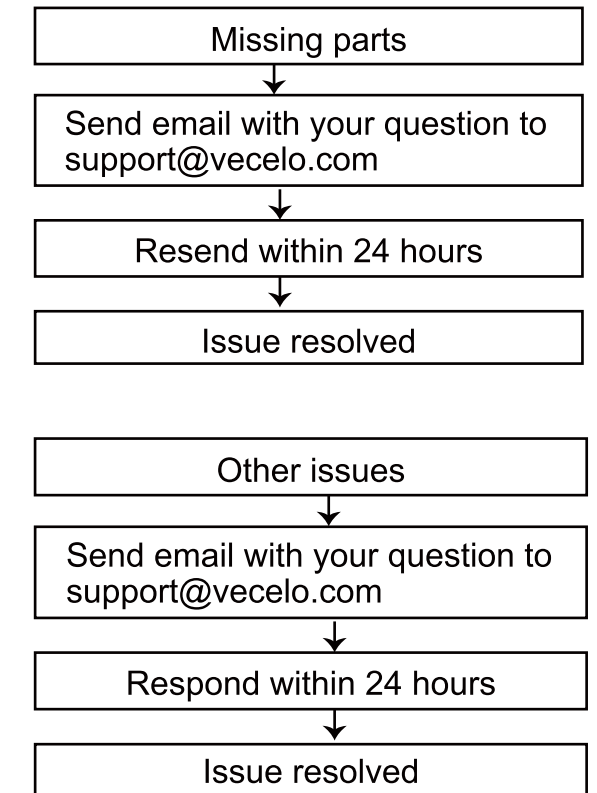 Missing parts
Send email with your question to
support@vecelo.com
Resend within 24 hours
Issue resolved
Other issues
Send email with your question to
support@vecelo.com
Respond within 24 hours
Issue resolved